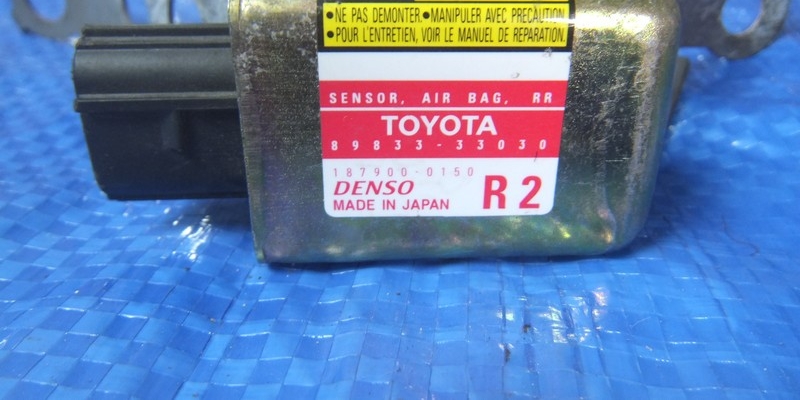 •NE PAS DEMONTER.•MANIPULER AVEC PRECAUTION
•POUR L'ENTRETIEN, VOIR LE MANUEL DE REPARATION.
SENSOR, AIR BAG, RR
TOYOTA
89833-33030
187900-0150
DENSO
MADE IN JAPAN
R2